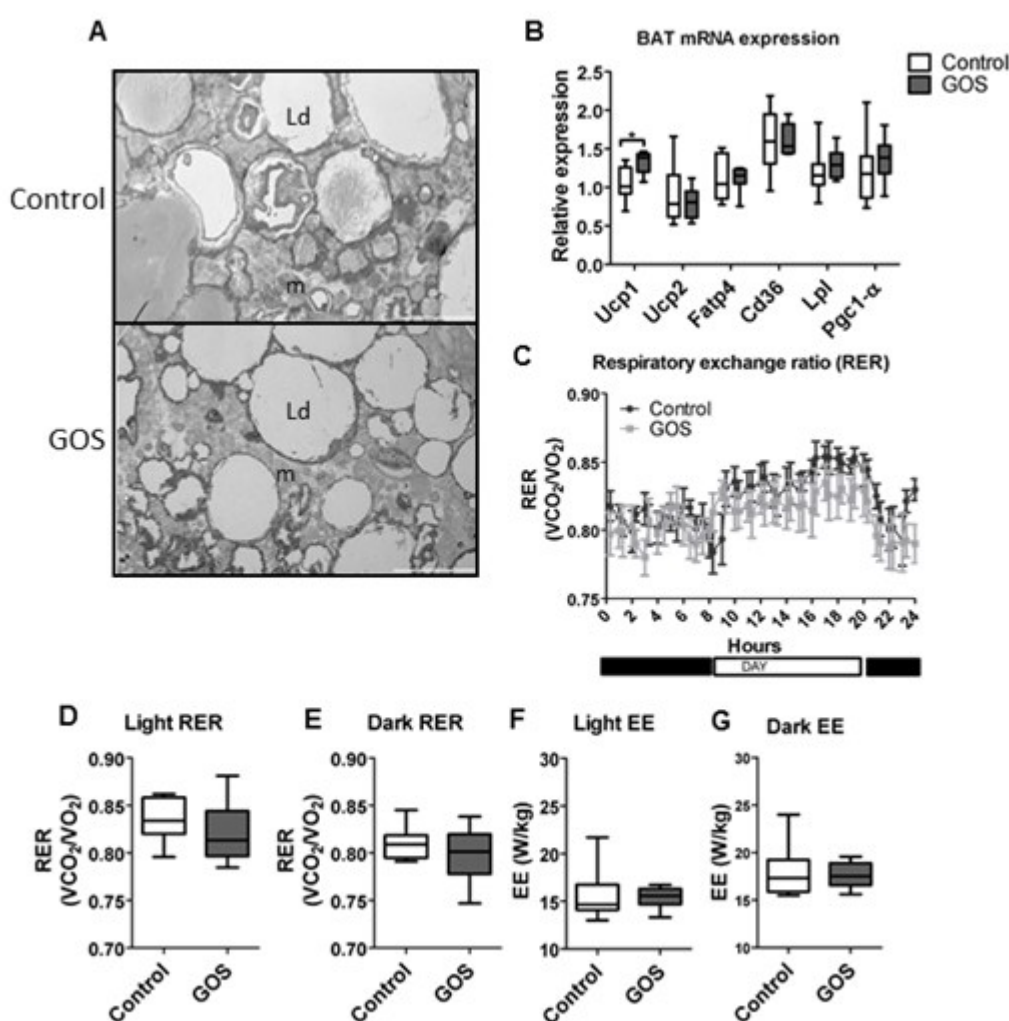 A
Control
Ld
m
GOS
Ld
m
B
BAT mRNA expression
Control
GOS
Relative expression
2.5
2.0
1.5
1.0
0.5
0.0
*
Ucp1
Ucp2
Fatp4
Cd36
Lpl
Pgc1-α
C
Respiratory exchange ratio (RER)
Control
GOS
RER
(VCO2/VO2)
0.90
0.85
0.80
0.75
0 2 4 6 8 10 12 14 16 18 20 22 24
Hours
DAY
D
Light RER
RER
(VCO2/VO2)
0.90
0.85
0.80
0.75
0.70
Control
GOS
E
Dark RER
RER
(VCO2/VO2)
0.90
0.85
0.80
0.75
0.70
Control
GOS
F
Light EE
EE (W/kg)
30
25
20
15
10
Control
GOS
G
Dark EE
EE (W/kg)
30
25
20
15
10
Control
GOS